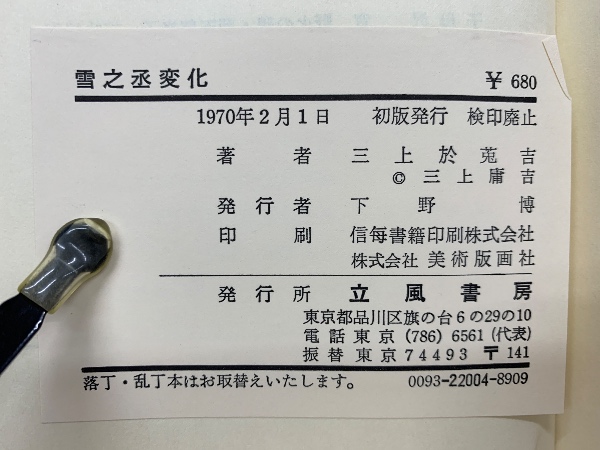 雪之丞変化 ¥ 680
1970年2月1日 初版発行 検印廃止
著者 三上於菟吉
© 三上庸吉
発行者 下野博
印刷 信毎書籍印刷株式会社
株式会社 美術版画社
発行所 立風書房
東京都品川区旗の台6の29の10
電話東京 (786) 6561 (代表)
振替東京74493 〒141
落丁・乱丁本はお取替えいたします。 0093-22004-8909